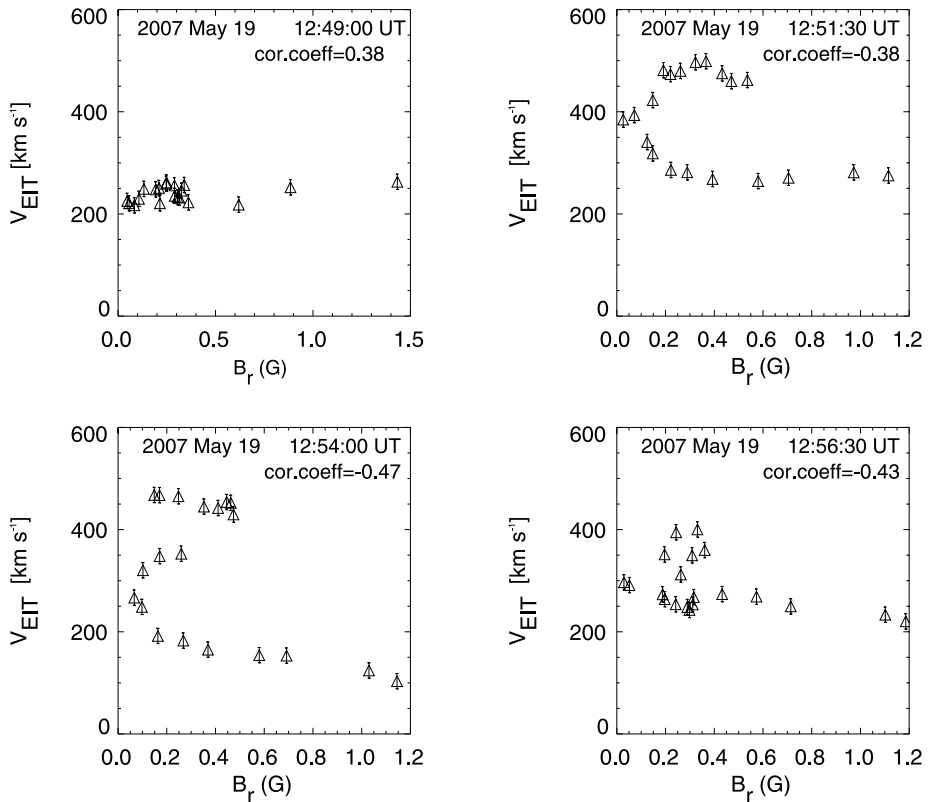 600
2007 May 19 12:49:00 UT
cor.coeff=0.38
400
200
0
V_EIT [km s⁻¹]
0.0 0.5 1.0 1.5
B_r (G)
600
2007 May 19 12:51:30 UT
cor.coeff=-0.38
400
200
0
V_EIT [km s⁻¹]
0.0 0.2 0.4 0.6 0.8 1.0 1.2
B_r (G)
600
2007 May 19 12:54:00 UT
cor.coeff=-0.47
400
200
0
V_EIT [km s⁻¹]
0.0 0.2 0.4 0.6 0.8 1.0 1.2
B_r (G)
600
2007 May 19 12:56:30 UT
cor.coeff=-0.43
400
200
0
V_EIT [km s⁻¹]
0.0 0.2 0.4 0.6 0.8 1.0 1.2
B_r (G)